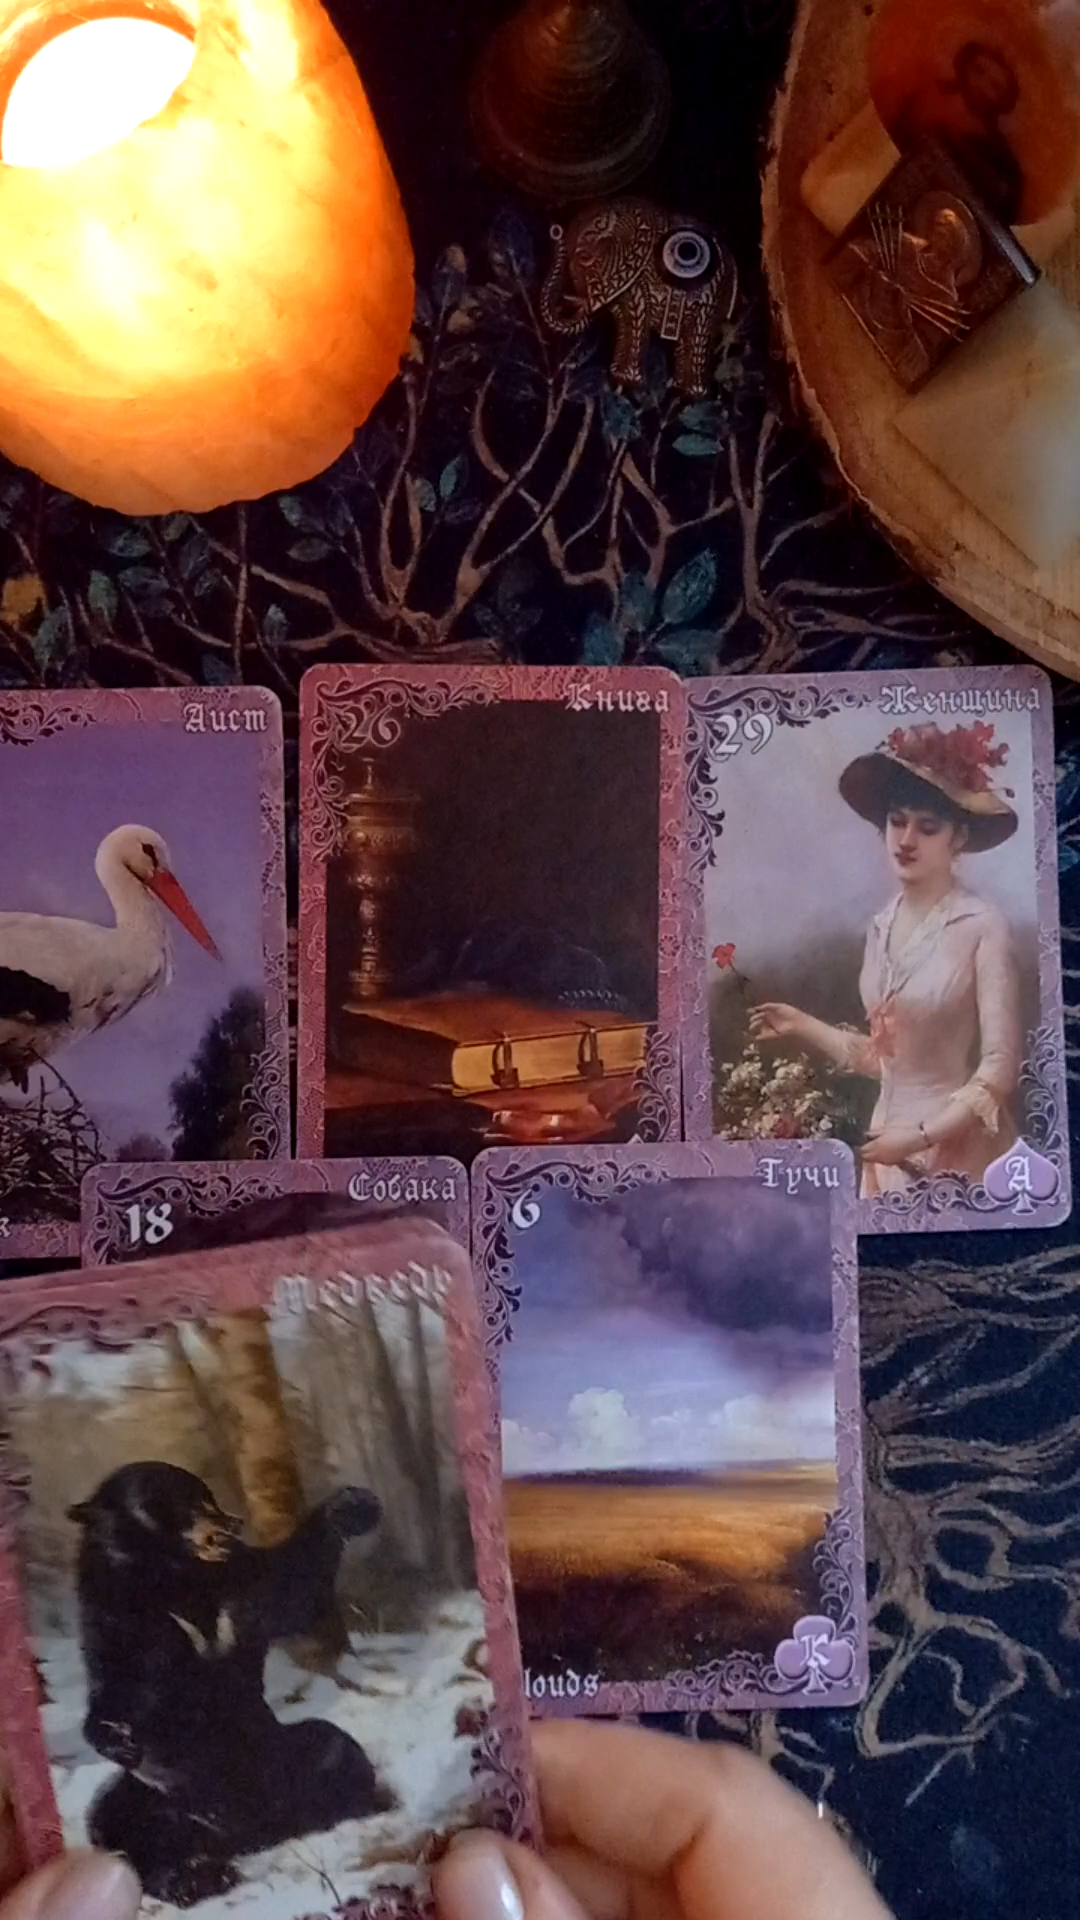 Аист
26 Книга
29 Женщина
A
18 Собака
6 Тучи
Медведь
K
louds